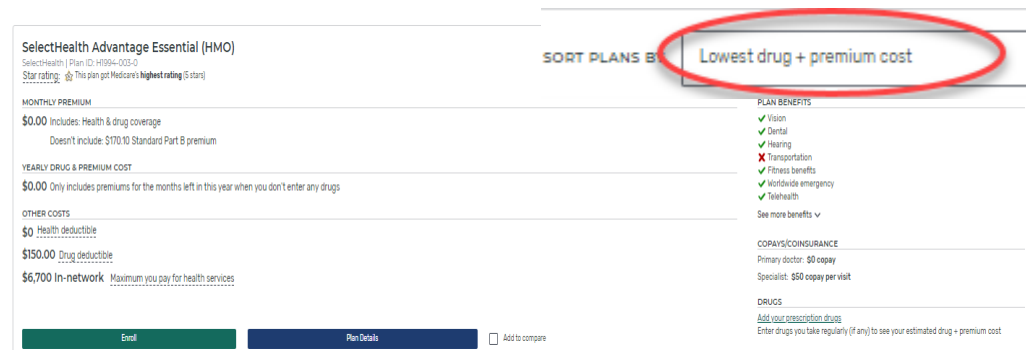 SORT PLANS BY
Lowest drug + premium cost
SelectHealth Advantage Essential (HMO)
SelectHealth | Plan ID: H1994-003-0
Star rating: This plan got Medicare's highest rating (5 stars)
MONTHLY PREMIUM
$0.00 Includes: Health & drug coverage
Doesn't include: $170.10 Standard Part B premium
YEARLY DRUG & PREMIUM COST
$0.00 Only includes premiums for the months left in this year when you don't enter any drugs
OTHER COSTS
$0 Health deductible
$150.00 Drug deductible
$6,700 In-network Maximum you pay for health services
Enroll
Plan Details
Add to compare
PLAN BENEFITS
Vision
Dental
Hearing
Transportation
Fitness benefits
Worldwide emergency
Telehealth
See more benefits
COPAYS/COINSURANCE
Primary doctor: $0 copay
Specialist: $50 copay per visit
DRUGS
Add your prescription drugs
Enter drugs you take regularly (if any) to see your estimated drug + premium cost